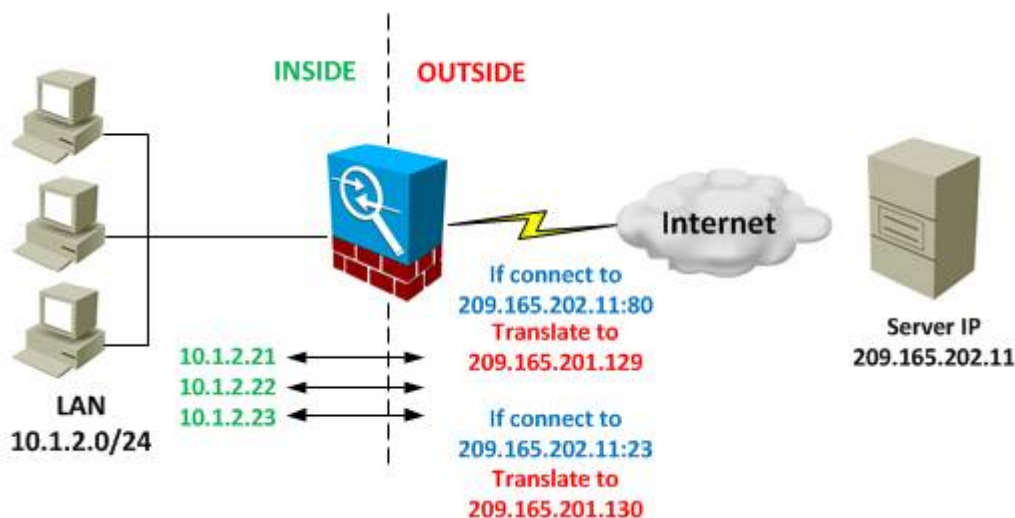 INSIDE
OUTSIDE
Internet
If connect to
209.165.202.11:80
Translate to
209.165.201.129
Server IP
209.165.202.11
10.1.2.21
10.1.2.22
10.1.2.23
LAN
10.1.2.0/24
If connect to
209.165.202.11:23
Translate to
209.165.201.130